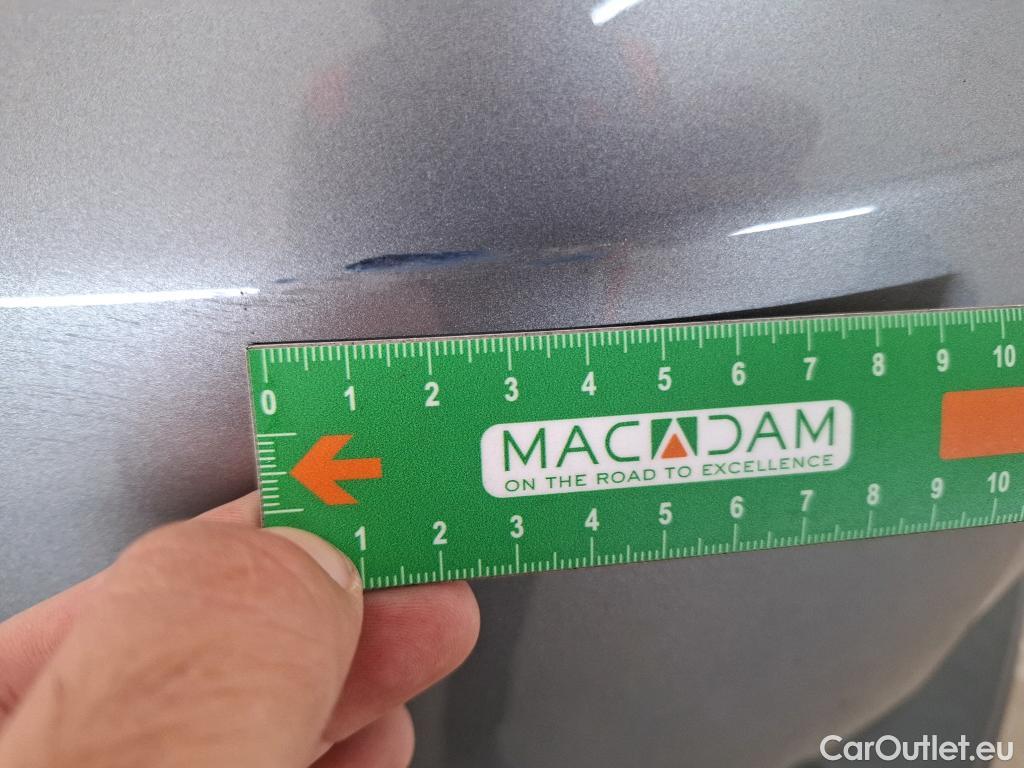 0 1 2 3 4 5 6 7 8 9 10
MACADAM
ON THE ROAD TO EXCELLENCE
1 2 3 4 5 6 7 8 9 10
CarOutlet.eu